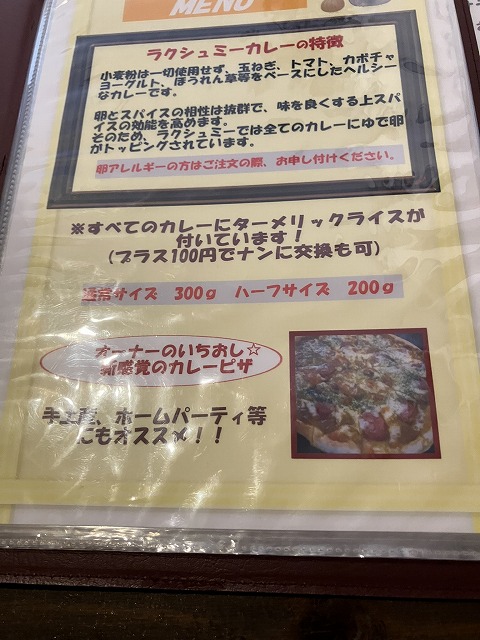 MENU
ラクシュミーカレーの特徴
小麦粉は一切使用せず、玉ねぎ、トマト、カボチャ
ヨーグルト、ほうれん草等をベースにしたヘルシー
なカレーです。
卵とスパイスの相性は抜群で、味を良くする上スパ
イスの効能を高めます。
そのため、ラクシュミーでは全てのカレーにゆで卵
がトッピングされています。
卵アレルギーの方はご注文の際、お申し付けください。
※すべてのカレーにターメリックライスが
付いています！
(プラス100円でナンに交換も可)
通常サイズ 300g ハーフサイズ 200g
オーナーのいちおし☆
新感覚のカレーピザ
手土産、ホームパーティ等
にもオススメ！！